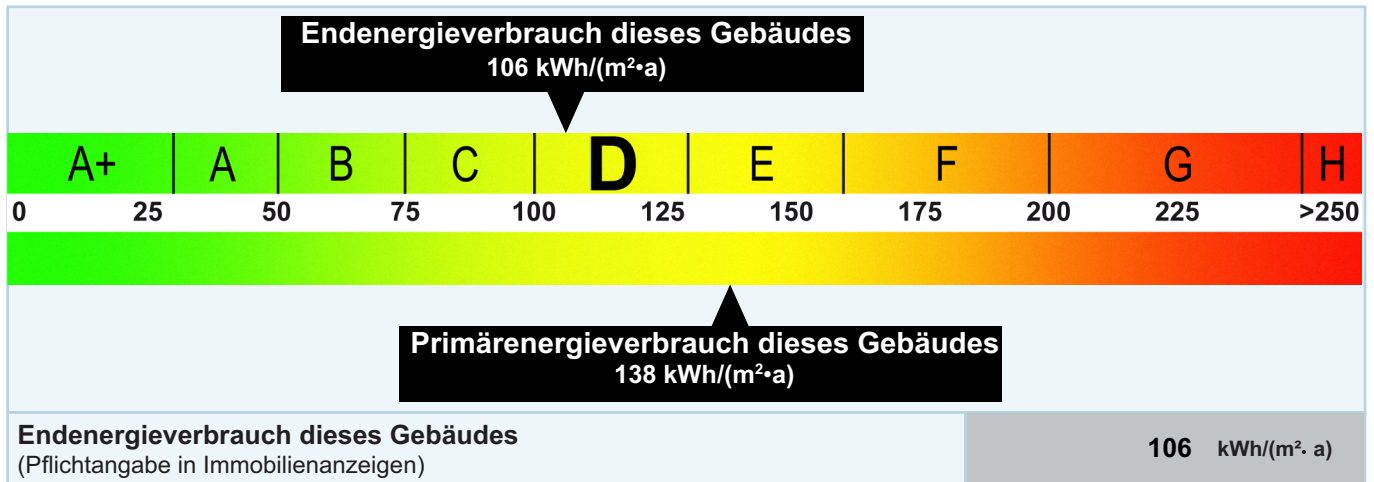 Endenergieverbrauch dieses Gebäudes
106 kWh/(m²•a)
A+ A B C D E F G H
0 25 50 75 100 125 150 175 200 225 >250
Primärenergieverbrauch dieses Gebäudes
138 kWh/(m²•a)
Endenergieverbrauch dieses Gebäudes
(Pflichtangabe in Immobilienanzeigen)
106 kWh/(m²· a)